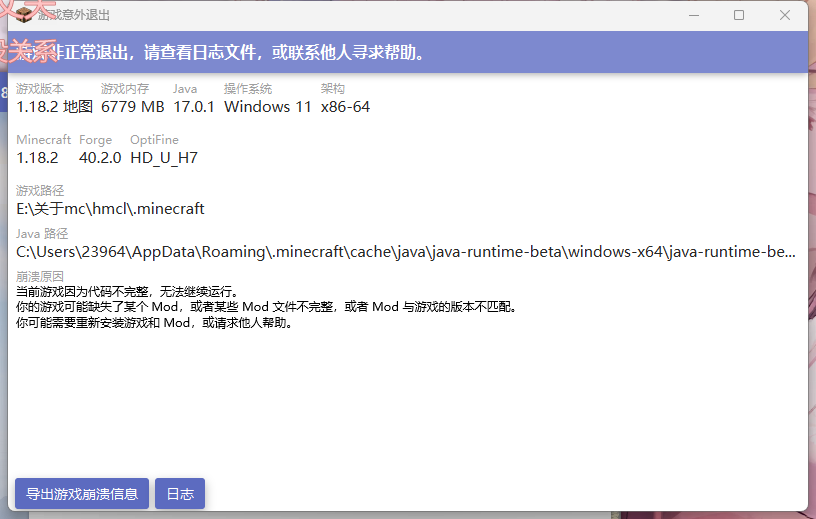 游戏意外退出
非正常退出，请查看日志文件，或联系他人寻求帮助。
没关系
游戏版本 游戏内存 Java 操作系统 架构
1.18.2 地图 6779 MB 17.0.1 Windows 11 x86-64
Minecraft Forge OptiFine
1.18.2 40.2.0 HD_U_H7
游戏路径
E:\关于mc\hmcl\.minecraft
Java 路径
C:\Users\23964\AppData\Roaming\.minecraft\cache\java\java-runtime-beta\windows-x64\java-runtime-be...
崩溃原因
当前游戏因为代码不完整，无法继续运行。
你的游戏可能缺失了某个 Mod，或者某些 Mod 文件不完整，或者 Mod 与游戏的版本不匹配。
你可能需要重新安装游戏和 Mod，或请求他人帮助。
导出游戏崩溃信息 日志